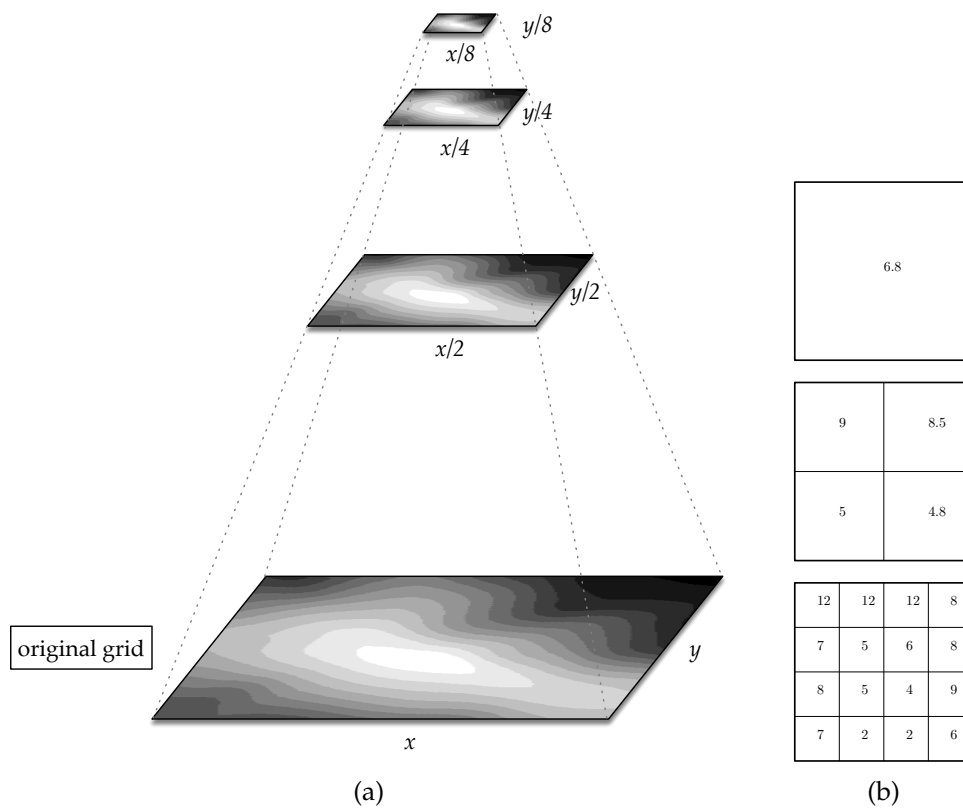 y/8
x/8
y/4
x/4
y/2
x/2
original grid
y
x
(a)
6.8
9 8.5
5 4.8
12 12 12 8
7 5 6 8
8 5 4 9
7 2 2 6
(b)